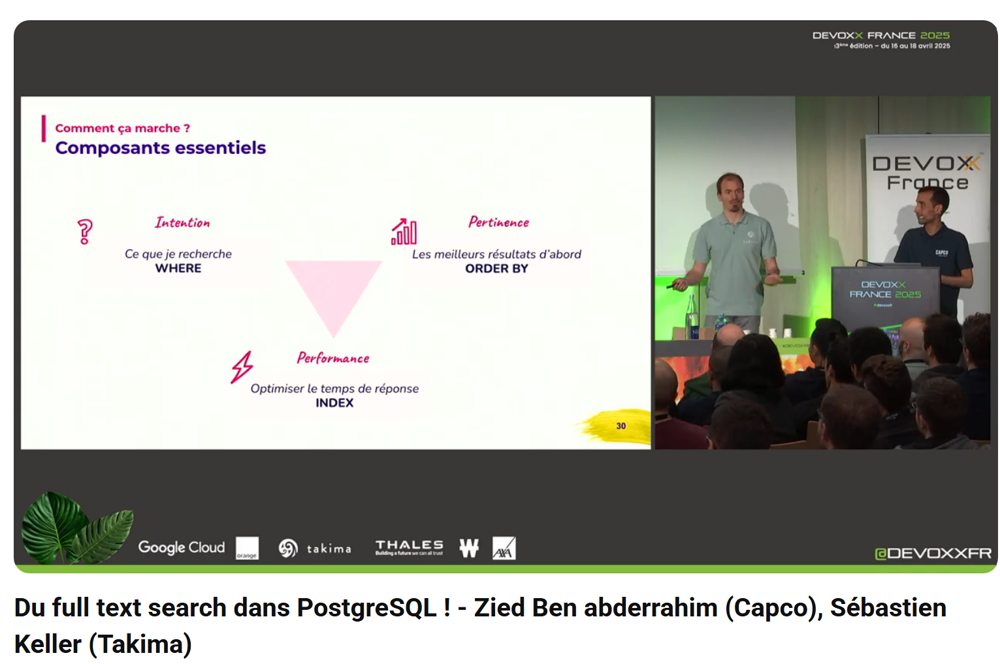 DEVOXX FRANCE 2025
13ème édition – du 16 au 18 avril 2025
Comment ça marche ?
Composants essentiels
Intention
Ce que je recherche
WHERE
Pertinence
Les meilleurs résultats d'abord
ORDER BY
Performance
Optimiser le temps de réponse
INDEX
30
DEVOXX
France
CAPCO
DEVOXX
FRANCE 2025
@devoxxfr
Google Cloud
orange
takima
THALES
Building a future we can all trust
W
AXA
@DEVOXXFR
Du full text search dans PostgreSQL ! - Zied Ben abderrahim (Capco), Sébastien
Keller (Takima)